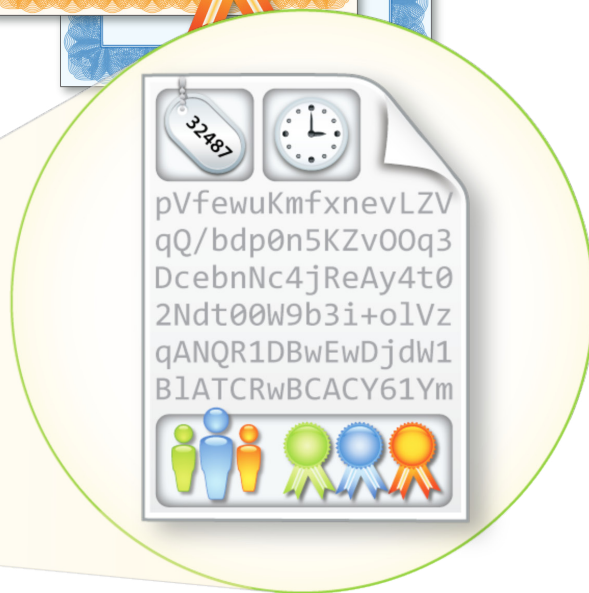 32487
pVfewuKmfxnevLZV
qQ/bdp0n5KZvOOq3
DcebnNc4jReAy4t0
2Ndt00W9b3i+olVz
qANQR1DBwEwDjdW1
BlATCRwBCACY61Ym